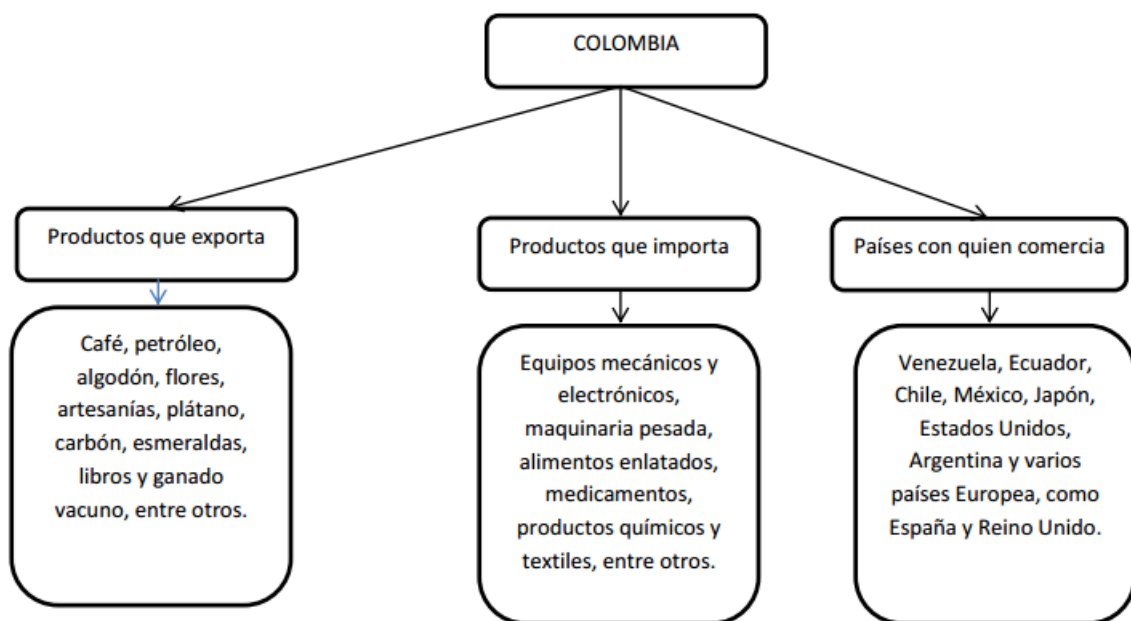 COLOMBIA
Productos que exporta
Café, petróleo,
algodón, flores,
artesanías, plátano,
carbón, esmeraldas,
libros y ganado
vacuno, entre otros.
Productos que importa
Equipos mecánicos y
electrónicos,
maquinaria pesada,
alimentos enlatados,
medicamentos,
productos químicos y
textiles, entre otros.
Países con quien comercia
Venezuela, Ecuador,
Chile, México, Japón,
Estados Unidos,
Argentina y varios
países Europea, como
España y Reino Unido.